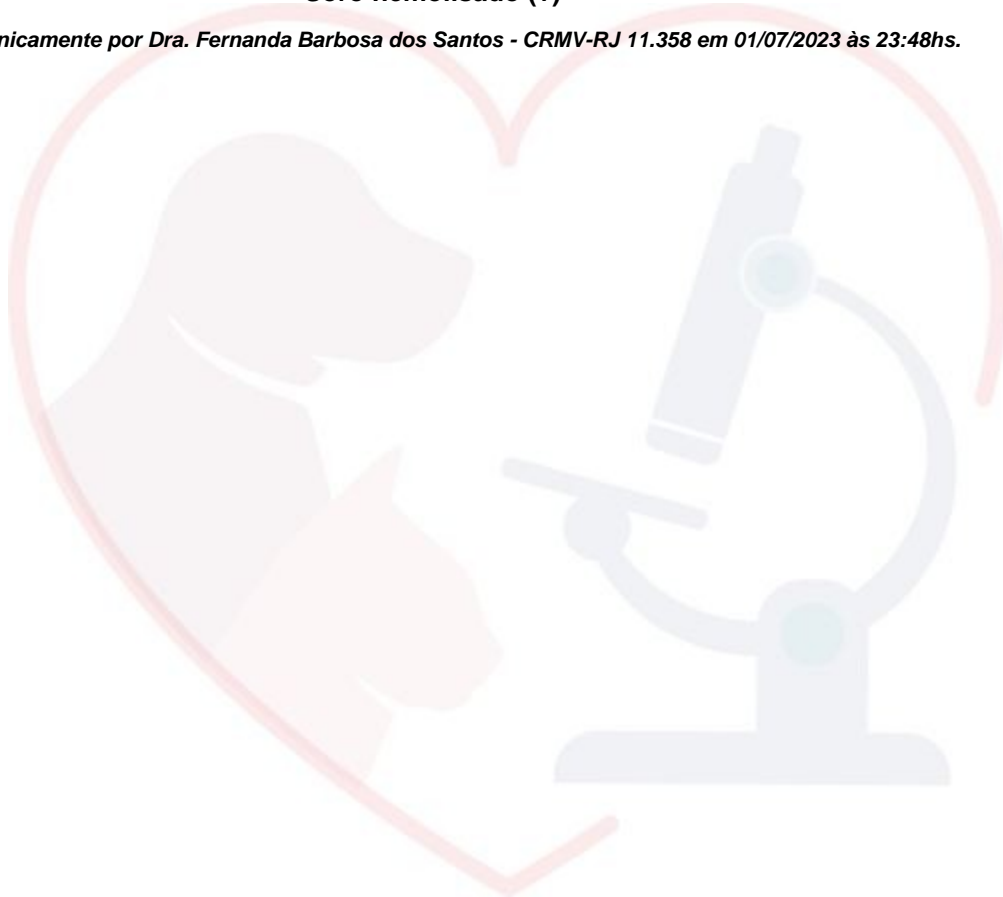 nicamente por Dra. Fernanda Barbosa dos Santos - CRMV-RJ 11.358 em 01/07/2023 às 23:48hs.